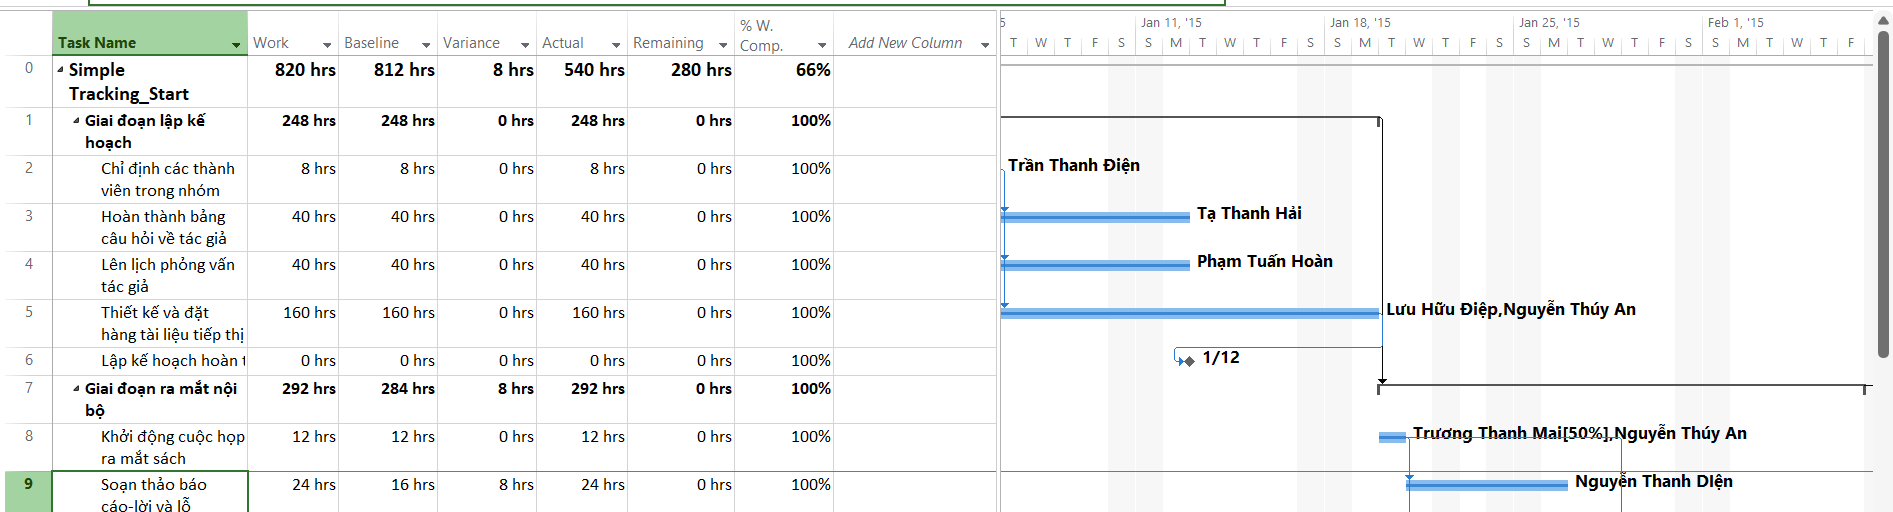 5 Jan 11, '15 Jan 18, '15 Jan 25, '15 Feb 1, '15
Task Name Work Baseline Variance Actual Remaining % W. Comp. Add New Column T W T F S S M T W T F S S M T W T F S S M T W T F S S M T W T F
0 Simple Tracking_Start 820 hrs 812 hrs 8 hrs 540 hrs 280 hrs 66%
1 Giai đoạn lập kế hoạch 248 hrs 248 hrs 0 hrs 248 hrs 0 hrs 100%
2 Chỉ định các thành viên trong nhóm 8 hrs 8 hrs 0 hrs 8 hrs 0 hrs 100% Trần Thanh Điện
3 Hoàn thành bảng câu hỏi về tác giả 40 hrs 40 hrs 0 hrs 40 hrs 0 hrs 100% Tạ Thanh Hải
4 Lên lịch phỏng vấn tác giả 40 hrs 40 hrs 0 hrs 40 hrs 0 hrs 100% Phạm Tuấn Hoàn
5 Thiết kế và đặt hàng tài liệu tiếp thị 160 hrs 160 hrs 0 hrs 160 hrs 0 hrs 100% Lưu Hữu Điệp,Nguyễn Thúy An
6 Lập kế hoạch hoàn t 0 hrs 0 hrs 0 hrs 0 hrs 0 hrs 100% 1/12
7 Giai đoạn ra mắt nội bộ 292 hrs 284 hrs 8 hrs 292 hrs 0 hrs 100%
8 Khởi động cuộc họp ra mắt sách 12 hrs 12 hrs 0 hrs 12 hrs 0 hrs 100% Trương Thanh Mai[50%],Nguyễn Thúy An
9 Soạn thảo báo cáo-lời và lỗ 24 hrs 16 hrs 8 hrs 24 hrs 0 hrs 100% Nguyễn Thanh DIện